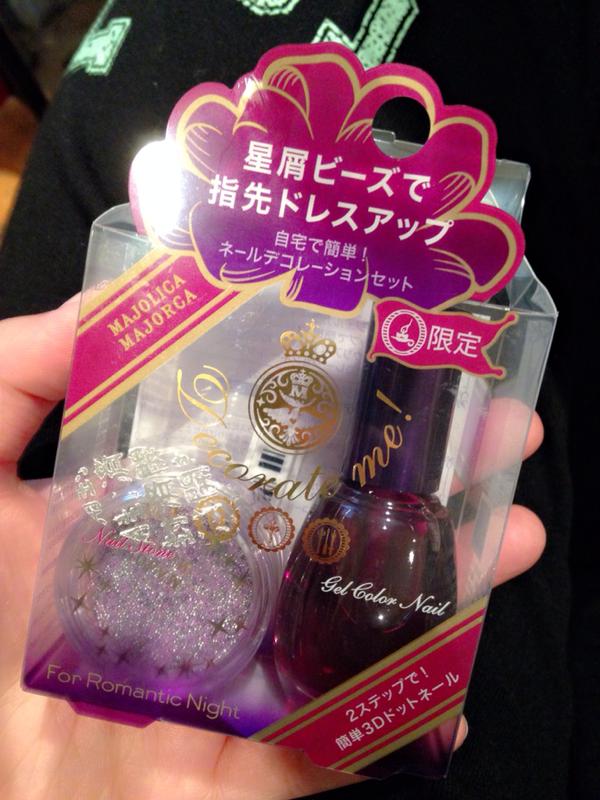 星屑ビーズで
指先ドレスアップ
自宅で簡単!
ネールデコレーションセット
MAJOLICA
MAJORCA
限定
M
Decorate me!
Nail Stone
Gel Color Nail
For Romantic Night
2ステップで!
簡単3Dドットネール